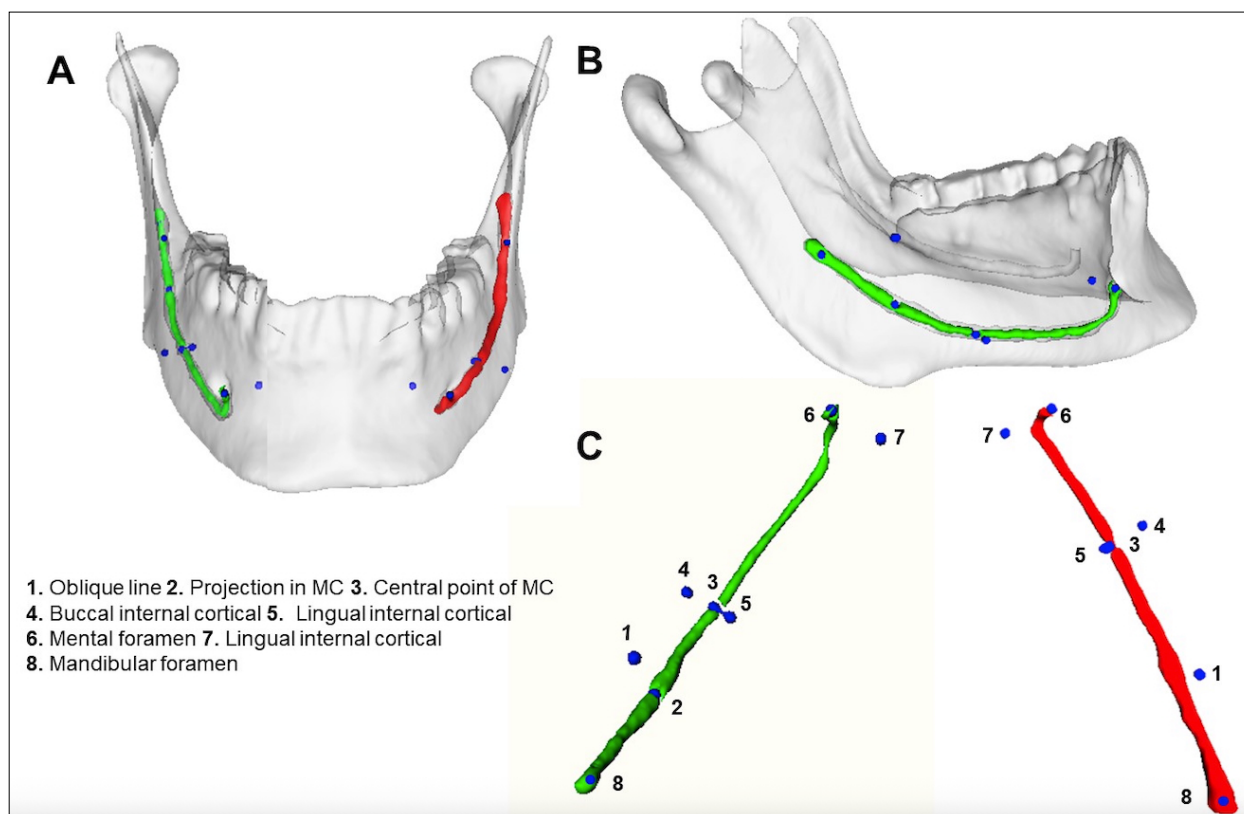 A
B
1. Oblique line 2. Projection in MC 3. Central point of MC
4. Buccal internal cortical 5. Lingual internal cortical
6. Mental foramen 7. Lingual internal cortical
8. Mandibular foramen
C
6
7
4
3
5
1
2
8
6
7
4
5
3
1
8